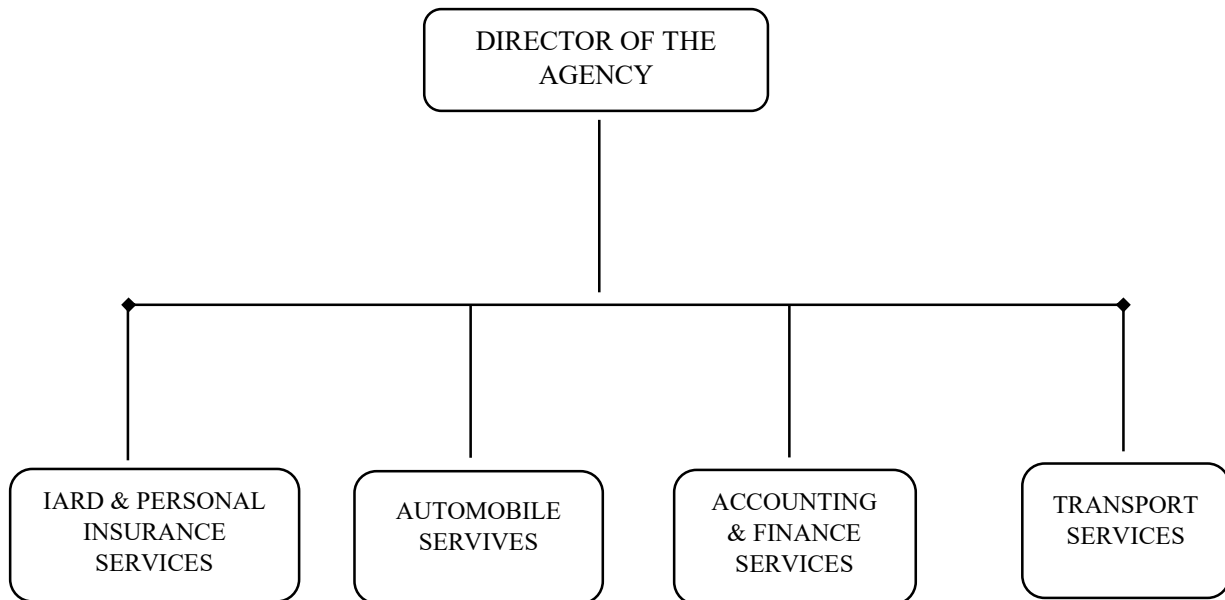 DIRECTOR OF THE
AGENCY
IARD & PERSONAL
INSURANCE
SERVICES
AUTOMOBILE
SERVIVES
ACCOUNTING
& FINANCE
SERVICES
TRANSPORT
SERVICES